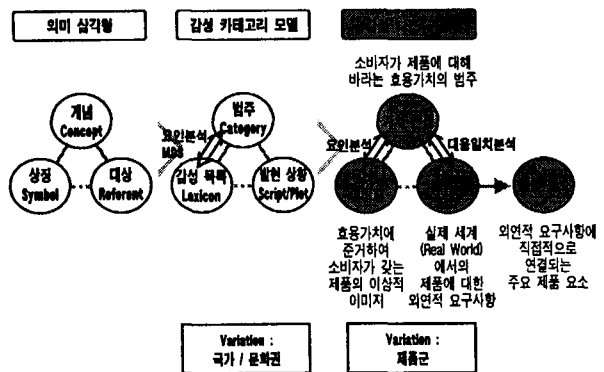 의미 삼각형
감성 카테고리 모델
소비자가 제품에 대해
바라는 효용가치의 범주
개념
Concept
상징
Symbol
대상
Referent
요인분석
MDS
범주
Category
감성 목록
Lexicon
발현 상황
Script/Plot
요인분석
대응일치분석
효용가치에
준거하여
소비자가 갖는
제품의 이상적
이미지
실제 세계
(Real World)
에서의
제품에 대한
외연적 요구사항
외연적 요구사항에
직접적으로
연결되는
주요 제품 요소
Variation :
국가 / 문화권
Variation :
제품군